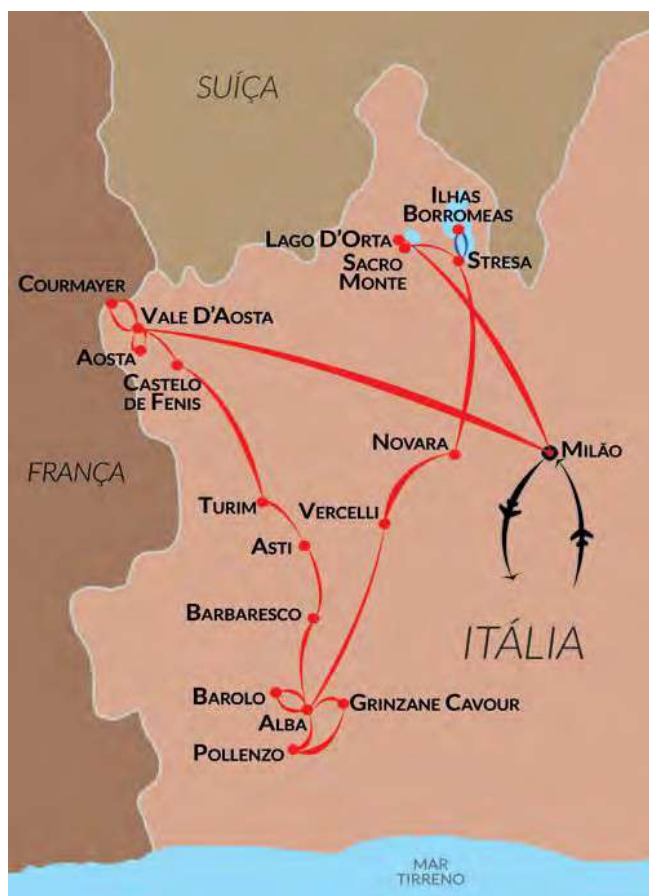 SUÍÇA
ILHAS
BORROMEAS
LAGO D'ORTA
SACRO
MONTE
STRESA
COURMAYER
VALE D'AOSTA
AOSTA
CASTELO
DE FENIS
NOVARA
MILÃO
FRANÇA
TURIM
VERCELLI
ASTI
BARBARESCO
ITÁLIA
BAROLO
GRINZANE CAVOUR
ALBA
POLLENZO
MAR
TIRRENO